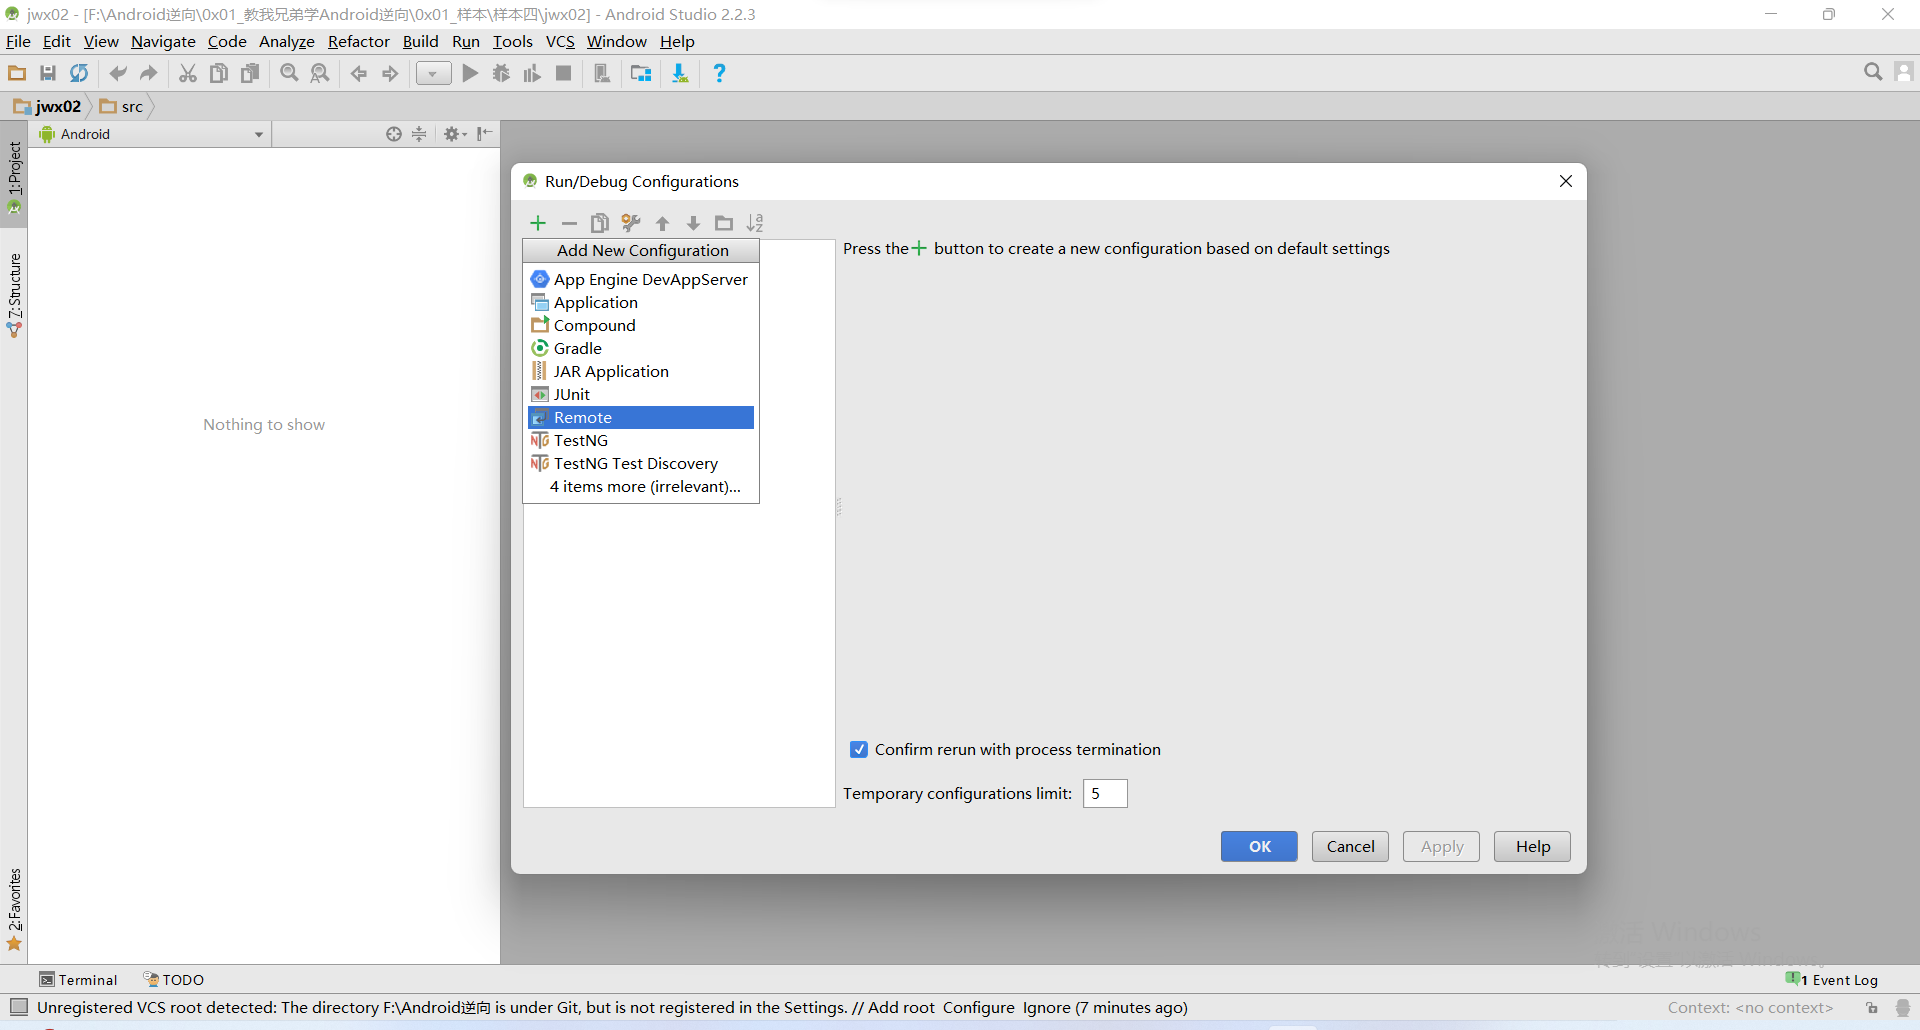 jwx02 - [F:\Android逆向\0x01_教我兄弟学Android逆向\0x01_样本\样本四\jwx02] - Android Studio 2.2.3
File Edit View Navigate Code Analyze Refactor Build Run Tools VCS Window Help
jwx02 src
Android
1: Project
7: Structure
2: Favorites
Nothing to show
Run/Debug Configurations
Add New Configuration
App Engine DevAppServer
Application
Compound
Gradle
JAR Application
JUnit
Remote
TestNG
TestNG Test Discovery
4 items more (irrelevant)...
Press the + button to create a new configuration based on default settings
Confirm rerun with process termination
Temporary configurations limit: 5
OK Cancel Apply Help
Windows
Terminal TODO 1 Event Log
Unregistered VCS root detected: The directory F:\Android逆向 is under Git, but is not registered in the Settings. // Add root Configure Ignore (7 minutes ago) Context: <no context>